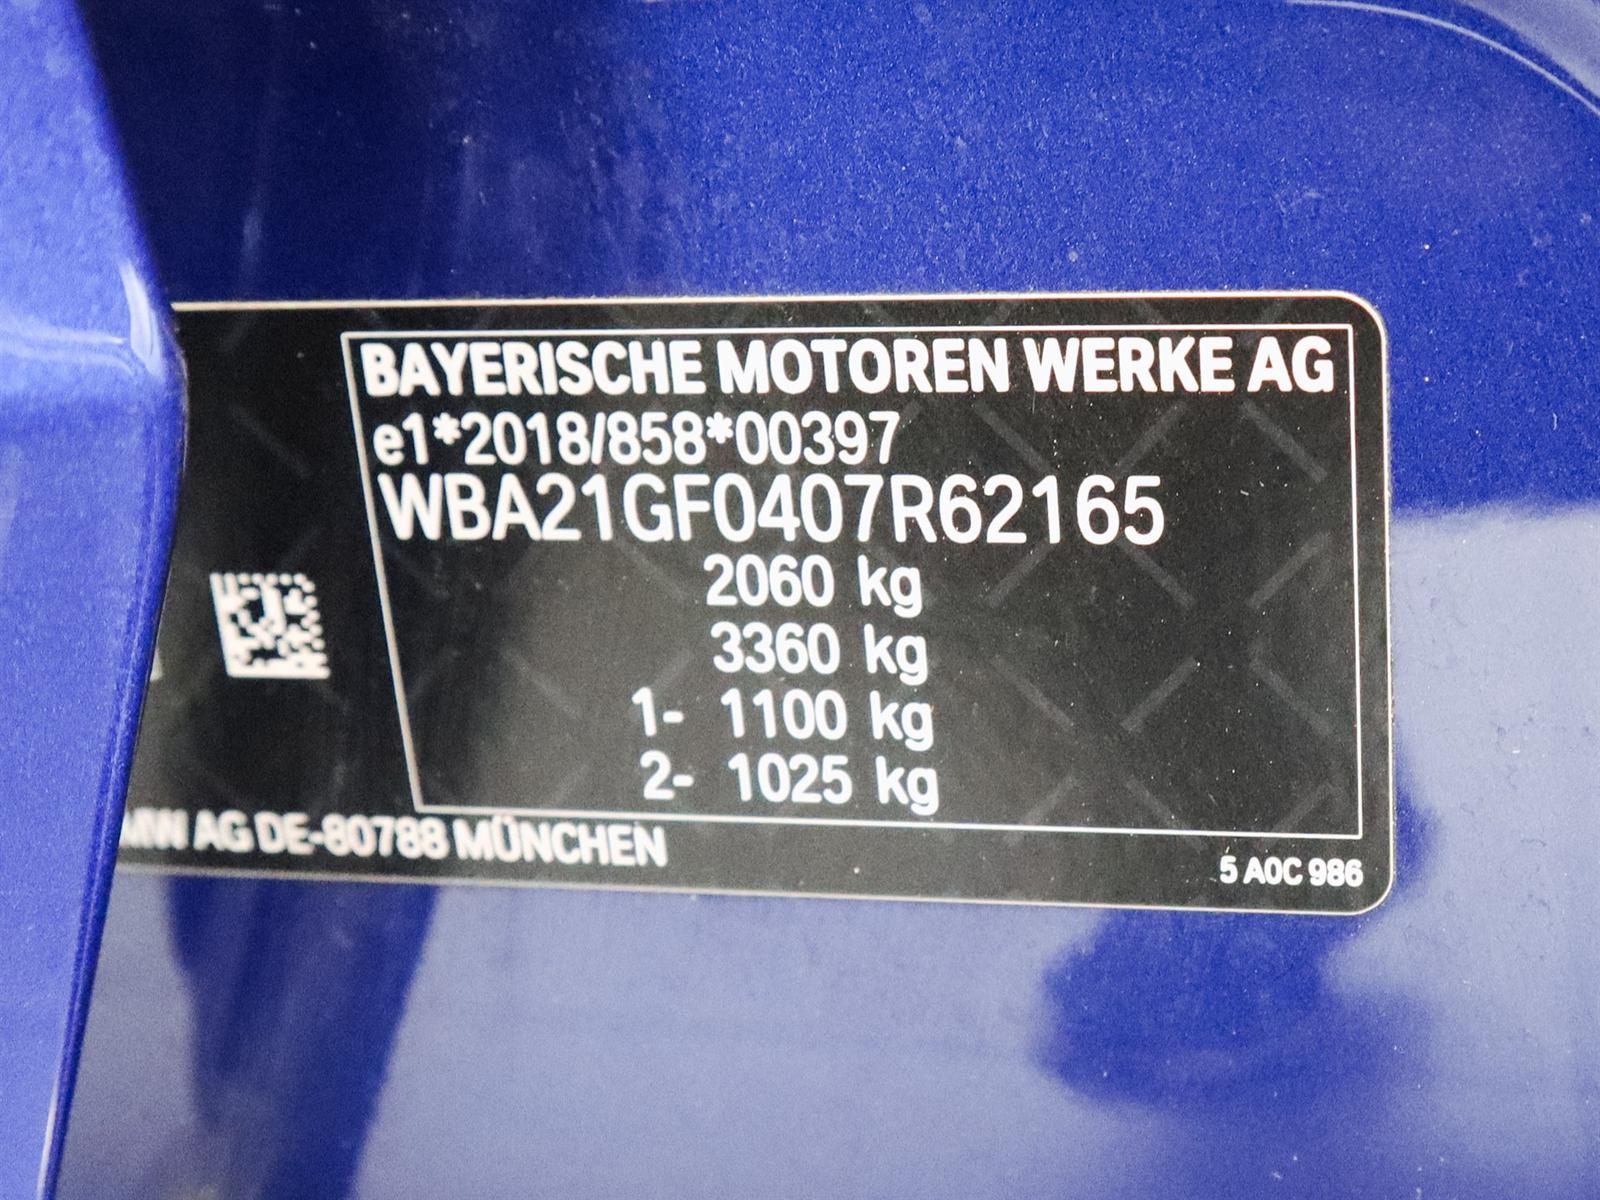 BAYERISCHE MOTOREN WERKE AG
e1*2018/858*00397
WBA21GF0407R62165
2060 kg
3360 kg
1- 1100 kg
2- 1025 kg
MW AG DE-80788 MÜNCHEN
5 A0C 986